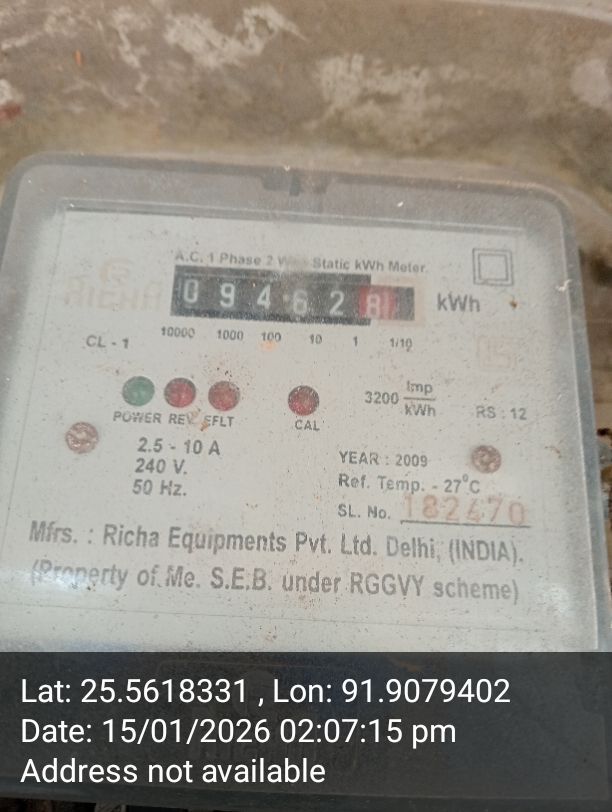 A.C. 1 Phase 2 Static kWh Meter.
RICHA
0 9 4 6 2 8 kWh
10000 1000 100 10 1 1/10
CL - 1
3200 Imp/kWh
POWER REV EFLT CAL RS : 12
2.5 - 10 A
240 V.
50 Hz.
YEAR : 2009
Ref. Temp. - 27°C
SL. No. 182470
Mfrs. : Richa Equipments Pvt. Ltd. Delhi, (INDIA).
(Property of Me. S.E.B. under RGGVY scheme)
Lat: 25.5618331 , Lon: 91.9079402
Date: 15/01/2026 02:07:15 pm
Address not available